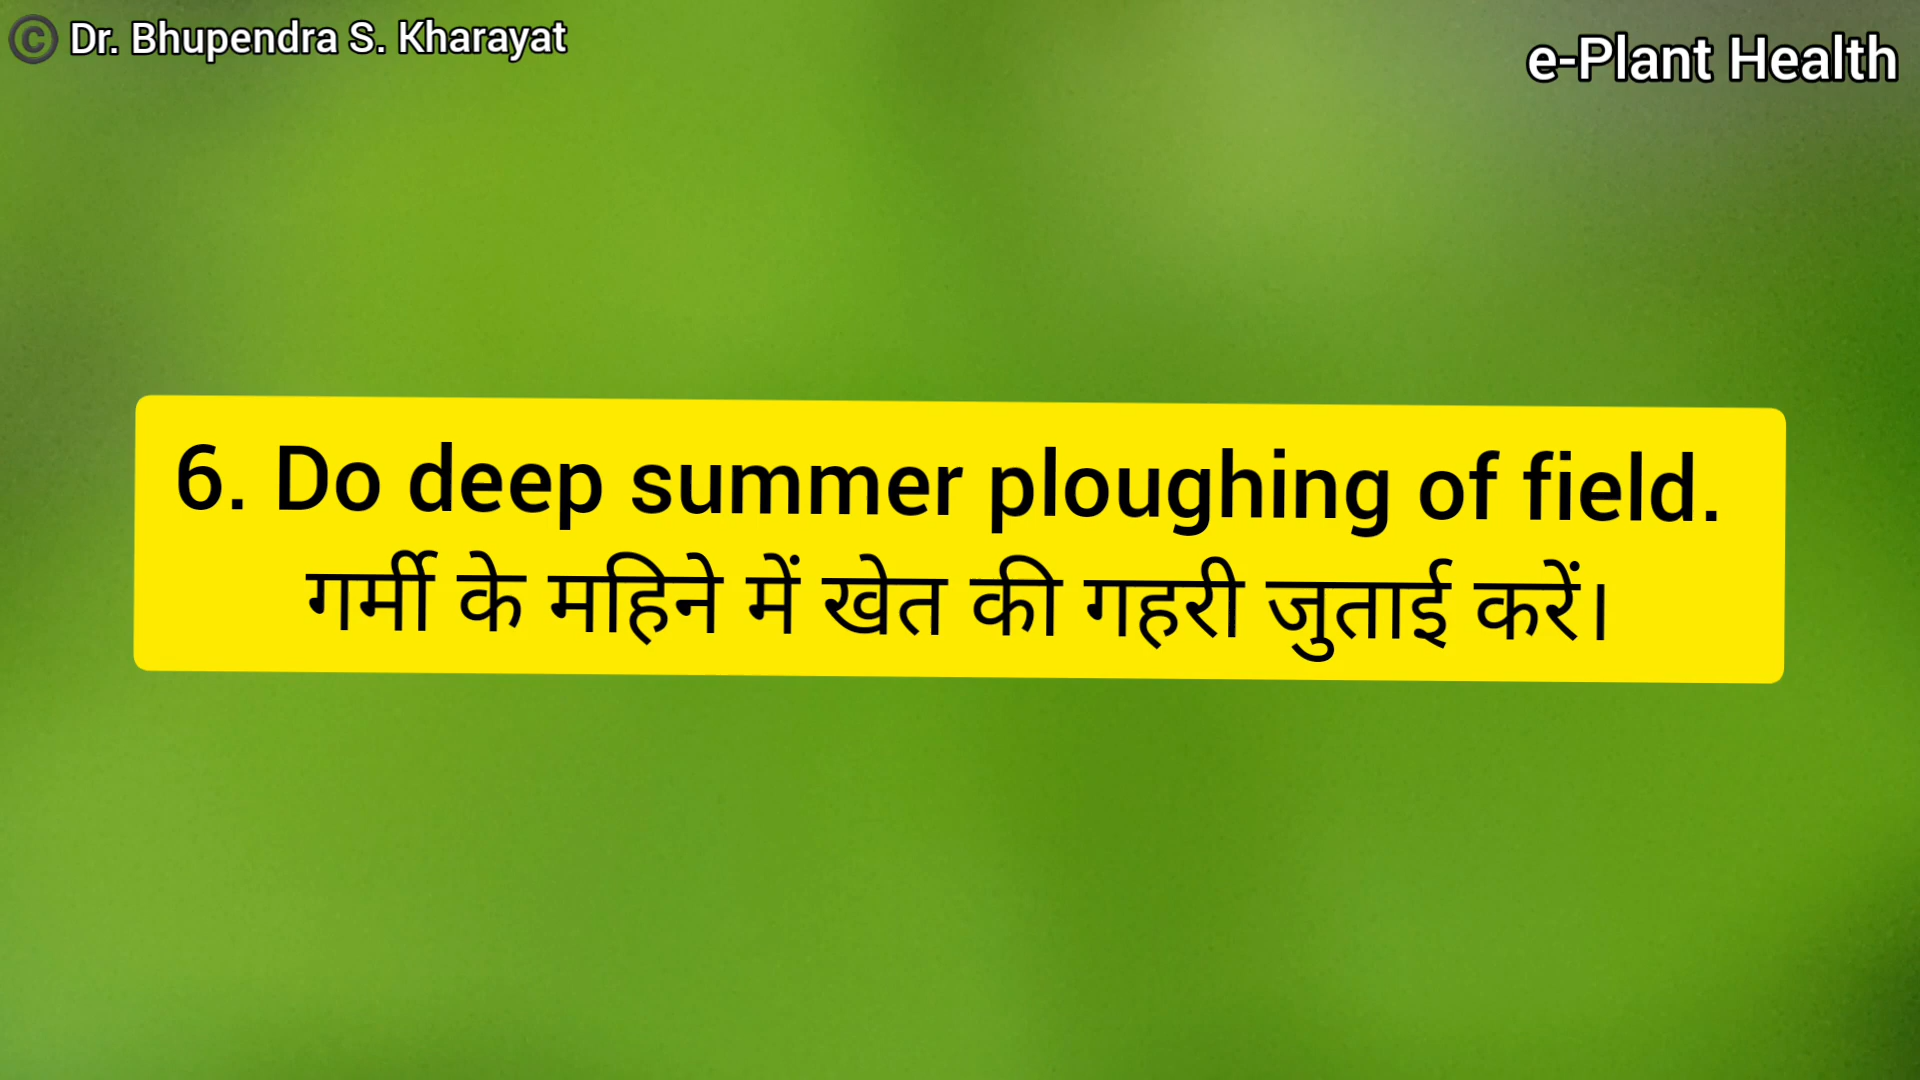 © Dr. Bhupendra S. Kharayat
e-Plant Health
6. Do deep summer ploughing of field.
गर्मी के महिने में खेत की गहरी जुताई करें।